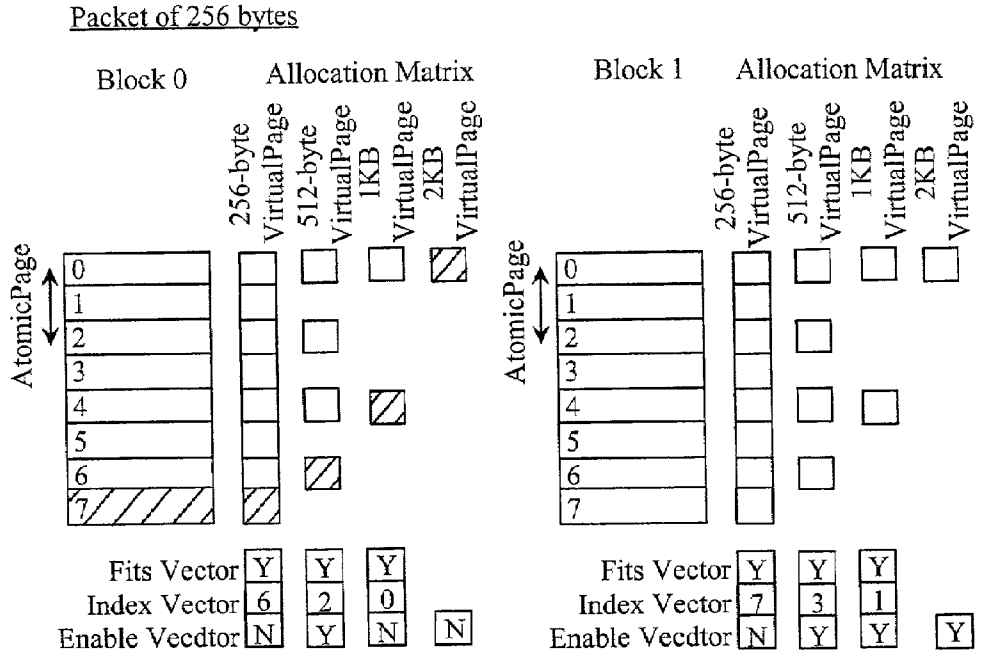 Packet of 256 bytes
Block 0
Allocation Matrix
256-byte
VirtualPage
512-byte
VirtualPage
1KB
VirtualPage
2KB
VirtualPage
AtomicPage
0
1
2
3
4
5
6
7
Fits Vector Y Y Y
Index Vector 6 2 0
Enable Vecdtor N Y N N
Block 1
Allocation Matrix
256-byte
VirtualPage
512-byte
VirtualPage
1KB
VirtualPage
2KB
VirtualPage
AtomicPage
0
1
2
3
4
5
6
7
Fits Vector Y Y Y
Index Vector 7 3 1
Enable Vecdtor N Y Y Y